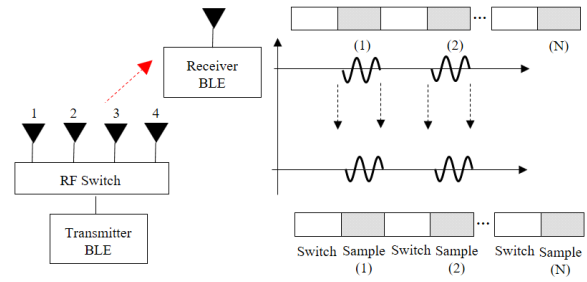 Receiver
BLE
1 2 3 4
RF Switch
Transmitter
BLE
...
(1) (2) (N)
...
Switch Sample Switch Sample Switch Sample
(1) (2) (N)